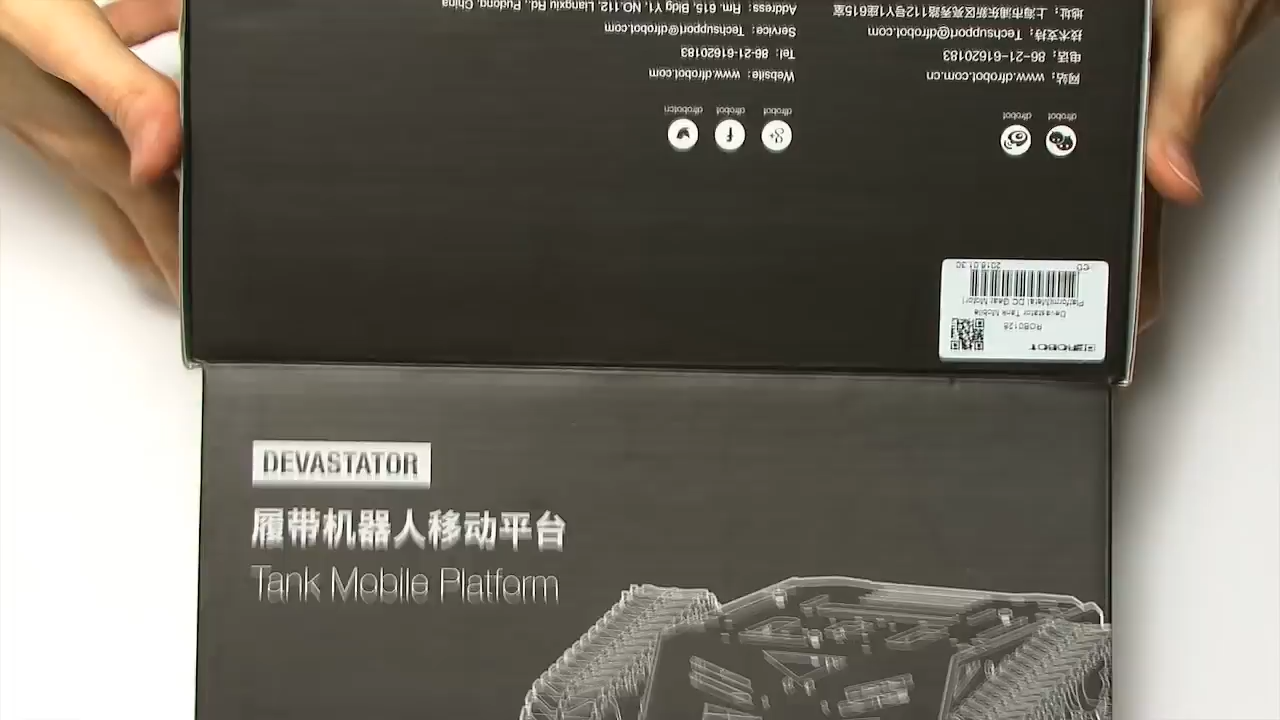 Address: Rm. 615, Bldg Y1, NO. 112, Liangxiu Rd., Pudong, China
Service: Techsupport@dfrobot.com
Tel: 86-21-61620183
Website: www.dfrobot.com
dfrobotcn dfrobot dfrobot
地址: 上海市浦东新区亮秀路112号Y1座615室
技术支持: Techsupport@dfrobot.com
电话: 86-21-61620183
网站: www.dfrobot.com.cn
dfrobot dfrobot
DFROBOT
ROB0128
Devastator Tank Mobile
Platform(Metal DC Gear Motor)
2016.01.30
DEVASTATOR
履带机器人移动平台
Tank Mobile Platform